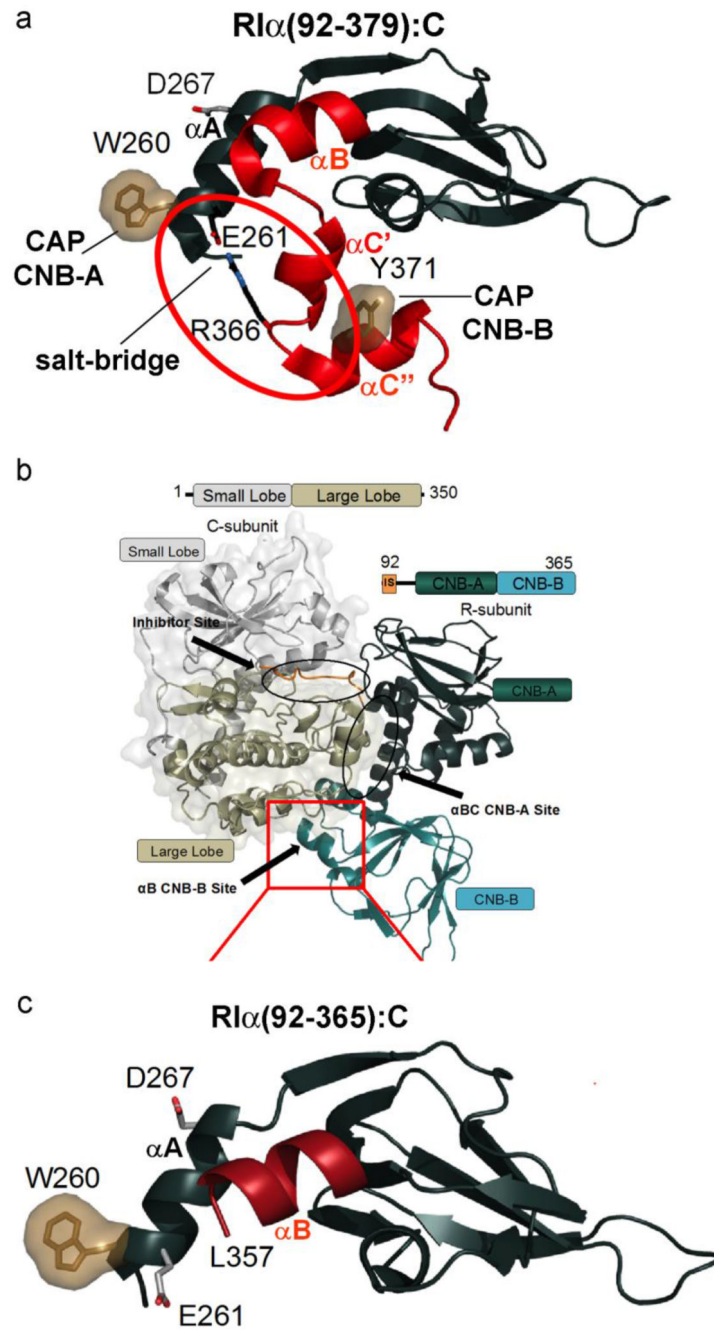 a
RIα(92-379):C
D267
αA
W260
αB
CAP
CNB-A
E261
αC’
Y371
CAP
CNB-B
R366
salt-bridge
αC’’
b
1
Small Lobe
Large Lobe
350
C-subunit
Small Lobe
92
365
IS
CNB-A
CNB-B
R-subunit
Inhibitor Site
CNB-A
αBC CNB-A Site
Large Lobe
αB CNB-B Site
CNB-B
c
RIα(92-365):C
D267
αA
W260
αB
L357
E261